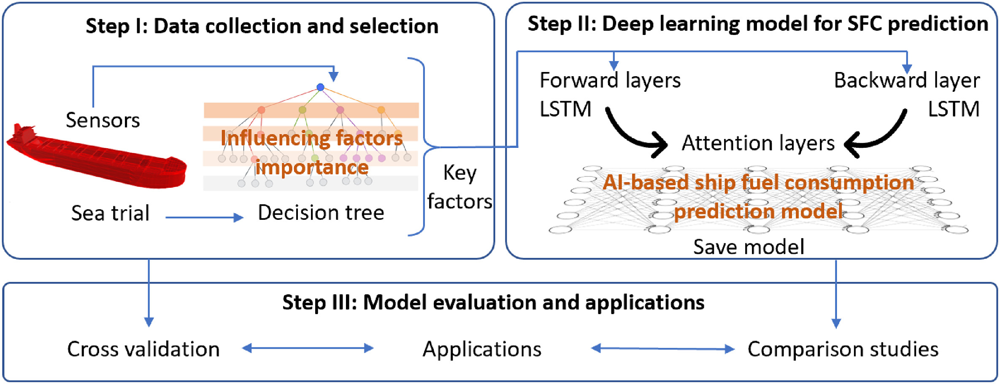 Step I: Data collection and selection
Sensors
Influencing factors
importance
Sea trial
Decision tree
Key
factors
Step II: Deep learning model for SFC prediction
Forward layers
LSTM
Backward layer
LSTM
Attention layers
AI-based ship fuel consumption
prediction model
Save model
Step III: Model evaluation and applications
Cross validation
Applications
Comparison studies